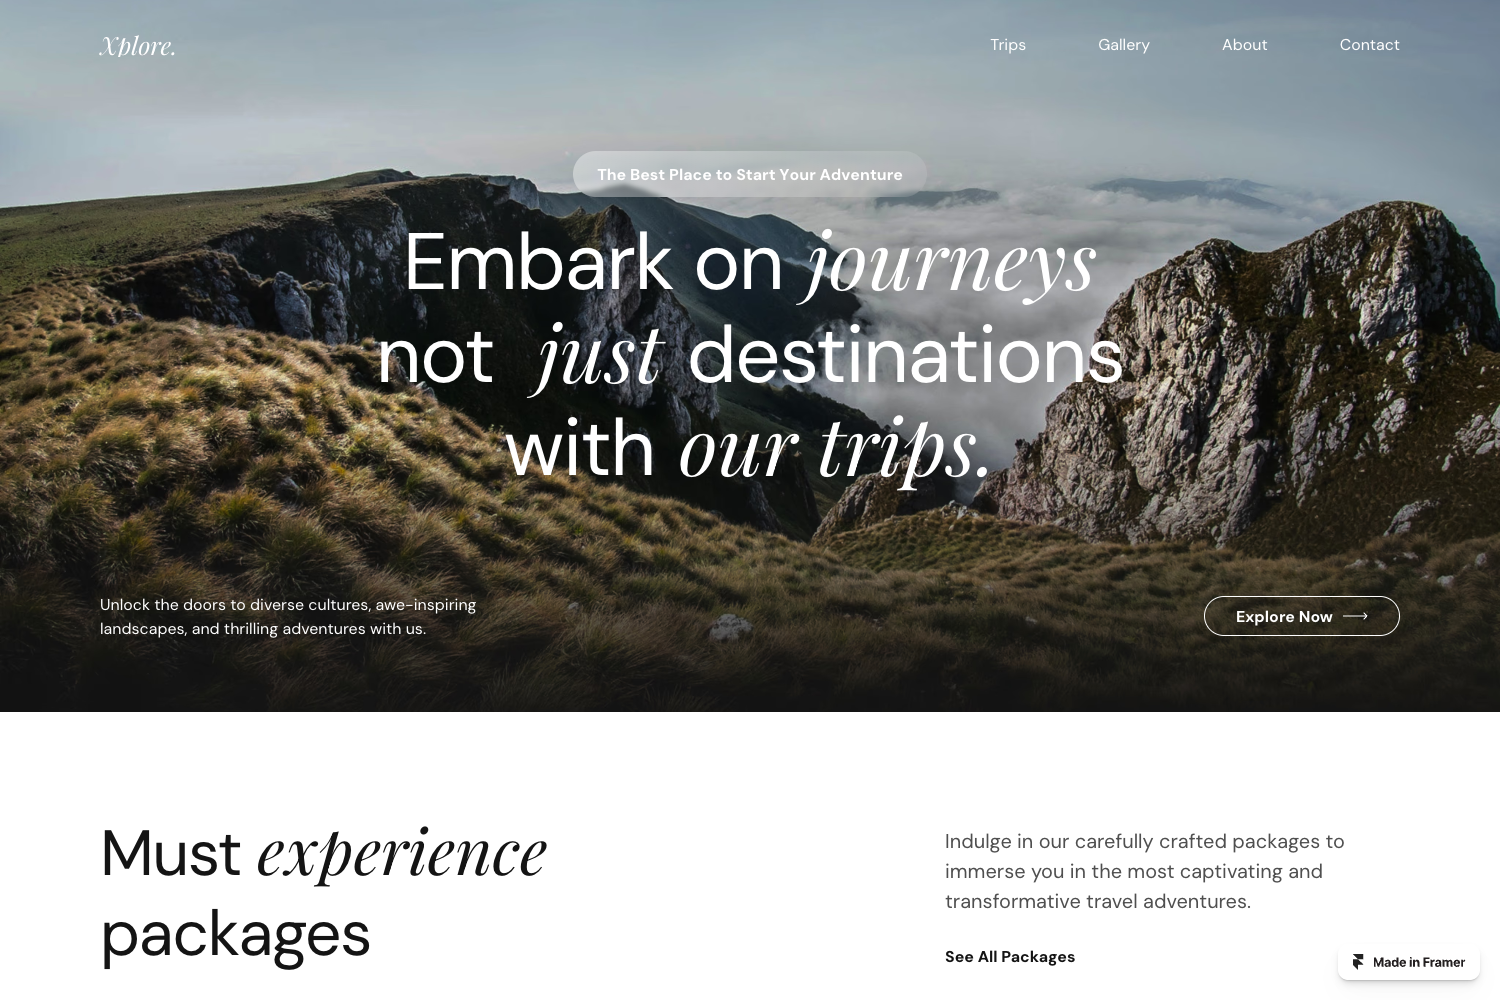 Xplore.
Trips
Gallery
About
Contact
The Best Place to Start Your Adventure
Embark on journeys
not just destinations
with our trips.
Unlock the doors to diverse cultures, awe-inspiring
landscapes, and thrilling adventures with us.
Explore Now
Must experience
packages
Indulge in our carefully crafted packages to
immerse you in the most captivating and
transformative travel adventures.
See All Packages
Made in Framer